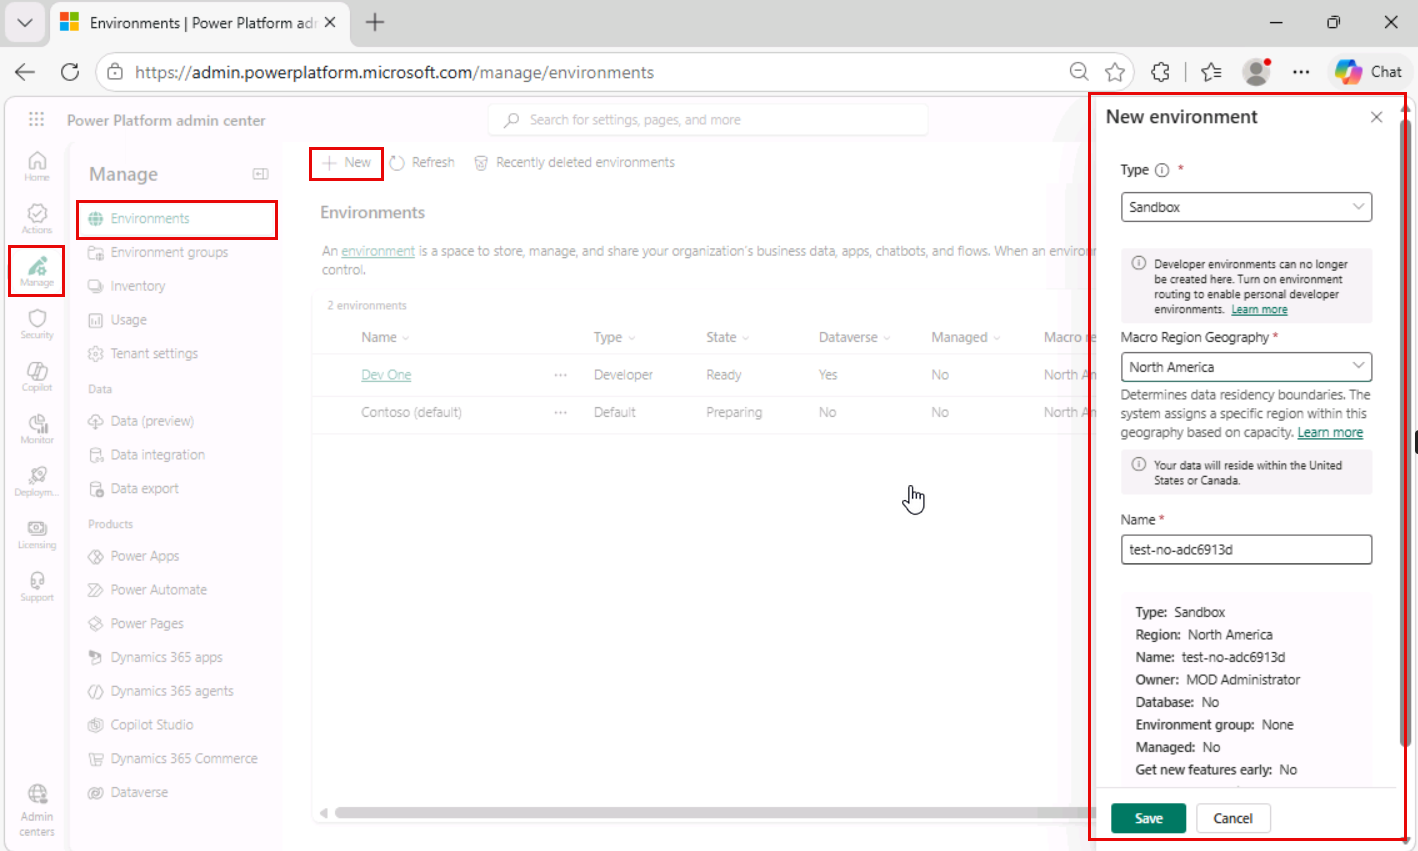 Environments | Power Platform adm
https://admin.powerplatform.microsoft.com/manage/environments
Chat
Power Platform admin center
Search for settings, pages, and more
Home
Actions
Manage
Security
Copilot
Monitor
Deploym...
Licensing
Support
Admin
centers
Manage
Environments
Environment groups
Inventory
Usage
Tenant settings
Data
Data (preview)
Data integration
Data export
Products
Power Apps
Power Automate
Power Pages
Dynamics 365 apps
Dynamics 365 agents
Copilot Studio
Dynamics 365 Commerce
Dataverse
New
Refresh
Recently deleted environments
Environments
An environment is a space to store, manage, and share your organization's business data, apps, chatbots, and flows. When an environ
control.
2 environments
Name Type State Dataverse Managed Macro re
Dev One ... Developer Ready Yes No North Am
Contoso (default) ... Default Preparing No No North Am
New environment
Type *
Sandbox
Developer environments can no longer
be created here. Turn on environment
routing to enable personal developer
environments. Learn more
Macro Region Geography *
North America
Determines data residency boundaries. The
system assigns a specific region within this
geography based on capacity. Learn more
Your data will reside within the United
States or Canada.
Name *
test-no-adc6913d
Type: Sandbox
Region: North America
Name: test-no-adc6913d
Owner: MOD Administrator
Database: No
Environment group: None
Managed: No
Get new features early: No
Save
Cancel